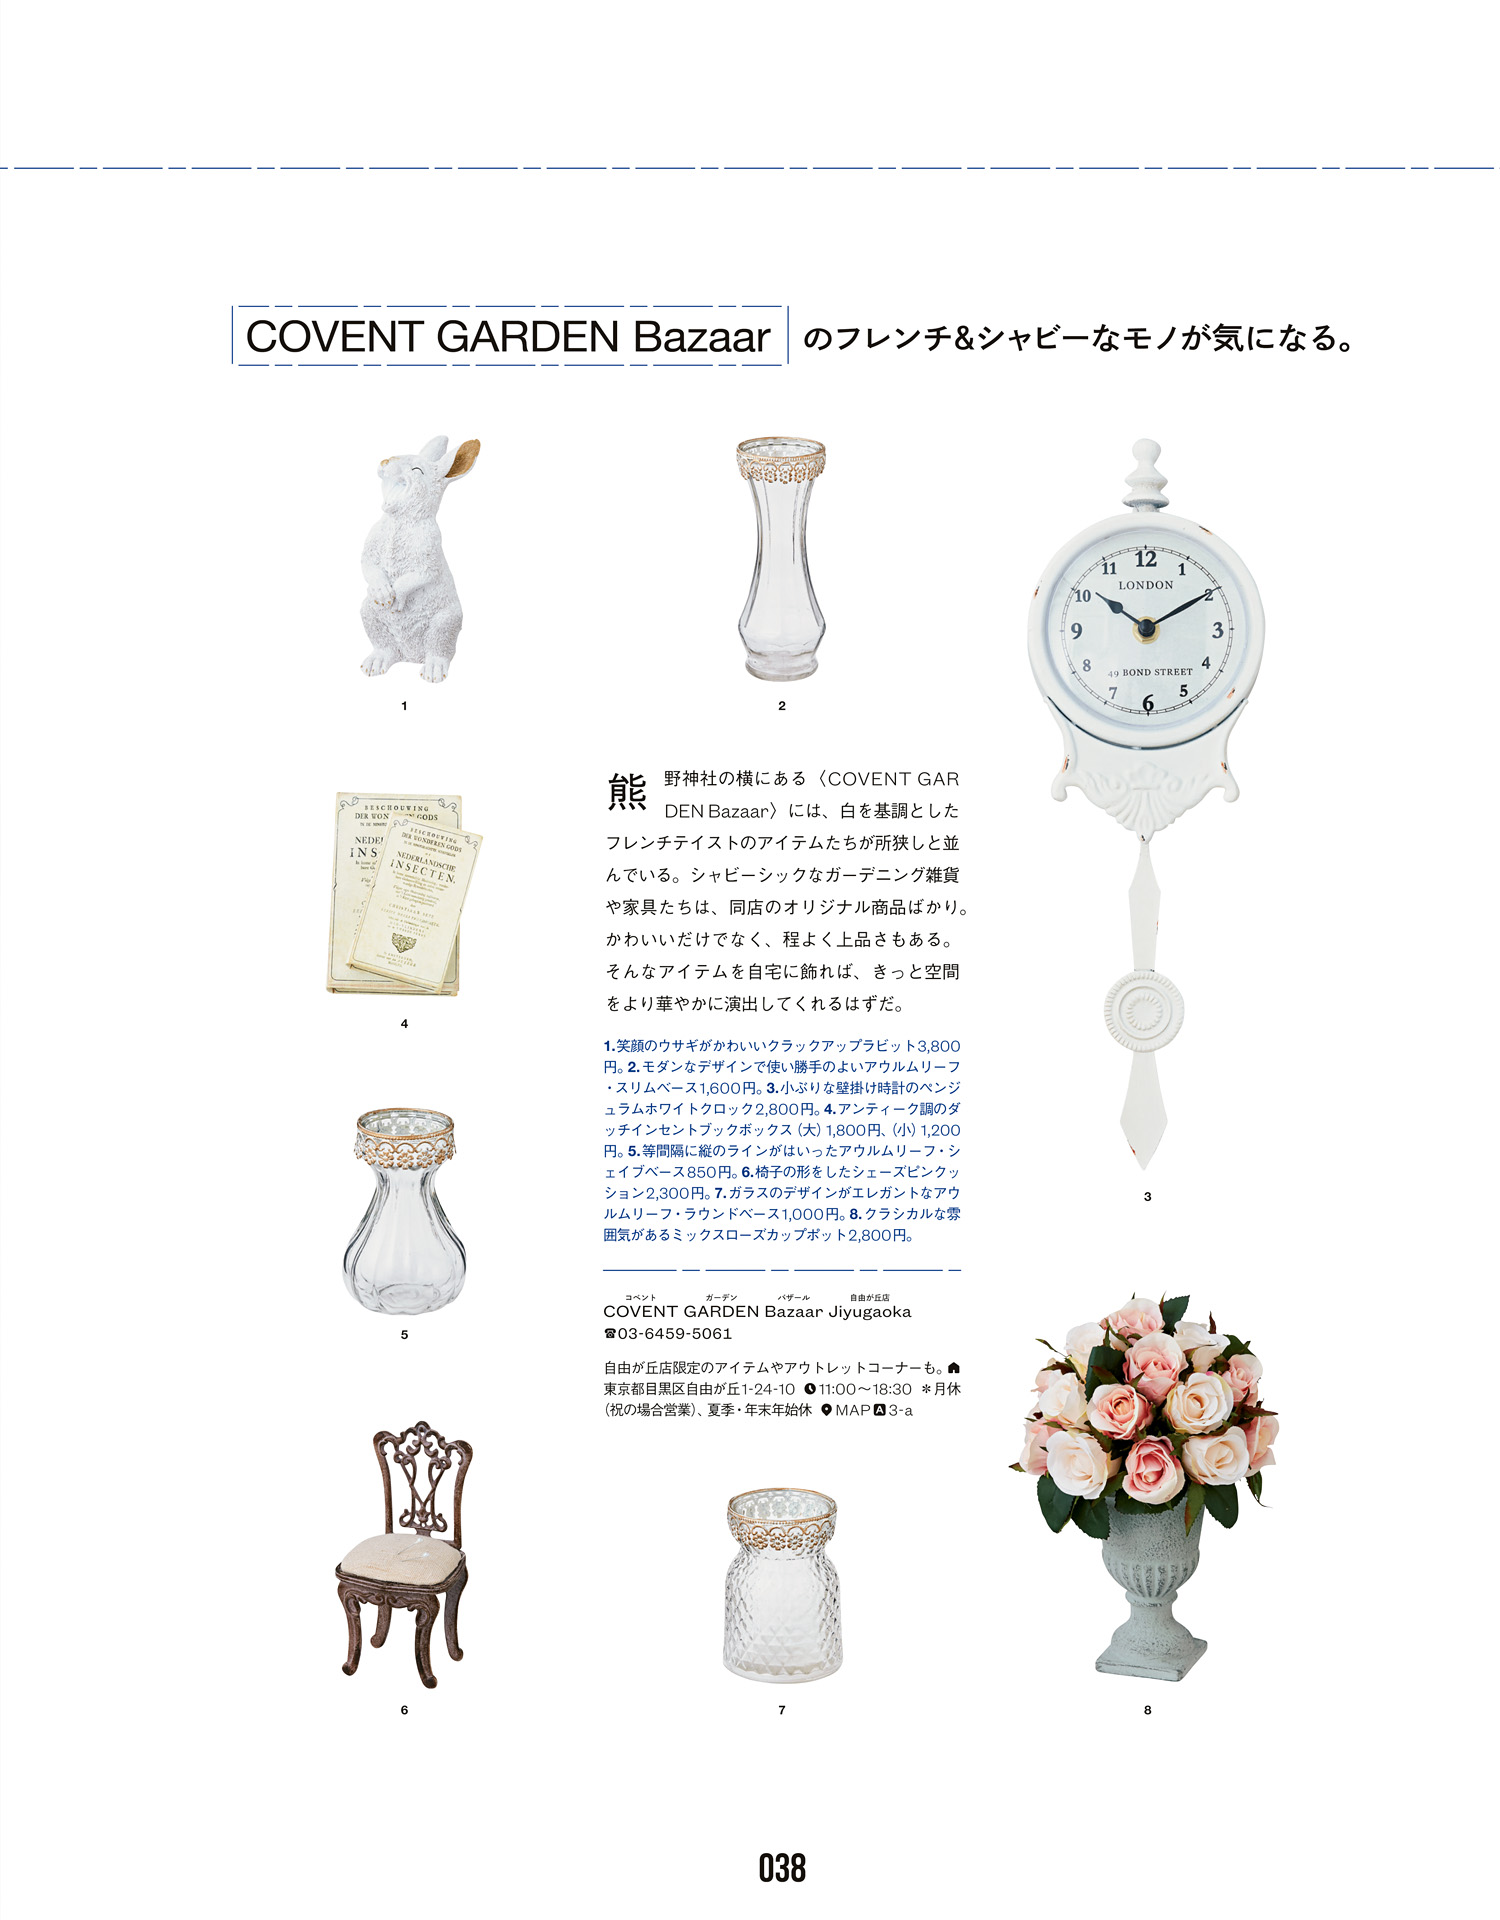 COVENT GARDEN Bazaar のフレンチ&シャビーなモノが気になる。
1
2
LONDON
49 BOND STREET
12
1
2
3
4
5
6
7
8
9
10
11
3
BESCHOUWING
DER WONDEREN GODS
NEDERLANDSCHE
INSECTEN,
4
熊野神社の横にある〈COVENT GAR
DEN Bazaar〉には、白を基調とした
フレンチテイストのアイテムたちが所狭しと並
んでいる。シャビーシックなガーデニング雑貨
や家具たちは、同店のオリジナル商品ばかり。
かわいいだけでなく、程よく上品さもある。
そんなアイテムを自宅に飾れば、きっと空間
をより華やかに演出してくれるはずだ。
1.笑顔のウサギがかわいいクラックアップラビット3,800
円。2.モダンなデザインで使い勝手のよいアウルムリーフ
・スリムベース1,600円。3.小ぶりな壁掛け時計のペンジ
ュラムホワイトクロック2,800円。4.アンティーク調のダ
ッチインセントブックボックス（大）1,800円、（小）1,200
円。5.等間隔に縦のラインがはいったアウルムリーフ・シ
ェイプベース850円。6.椅子の形をしたシェーズピンクッ
ション2,300円。7.ガラスのデザインがエレガントなアウ
ルムリーフ・ラウンドベース1,000円。8.クラシカルな雰
囲気があるミックスローズカップポット2,800円。
コベント ガーデン バザール 自由が丘店
COVENT GARDEN Bazaar Jiyugaoka
☎03-6459-5061
自由が丘店限定のアイテムやアウトレットコーナーも。
東京都目黒区自由が丘1-24-10 11:00〜18:30 ＊月休
（祝の場合営業）、夏季・年末年始休 MAP A 3-a
5
6
7
8
038